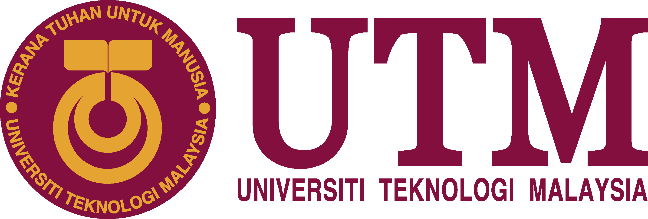 KERANA TUHAN UNTUK MANUSIA
UNIVERSITI TEKNOLOGI MALAYSIA
UTM
UNIVERSITI TEKNOLOGI MALAYSIA